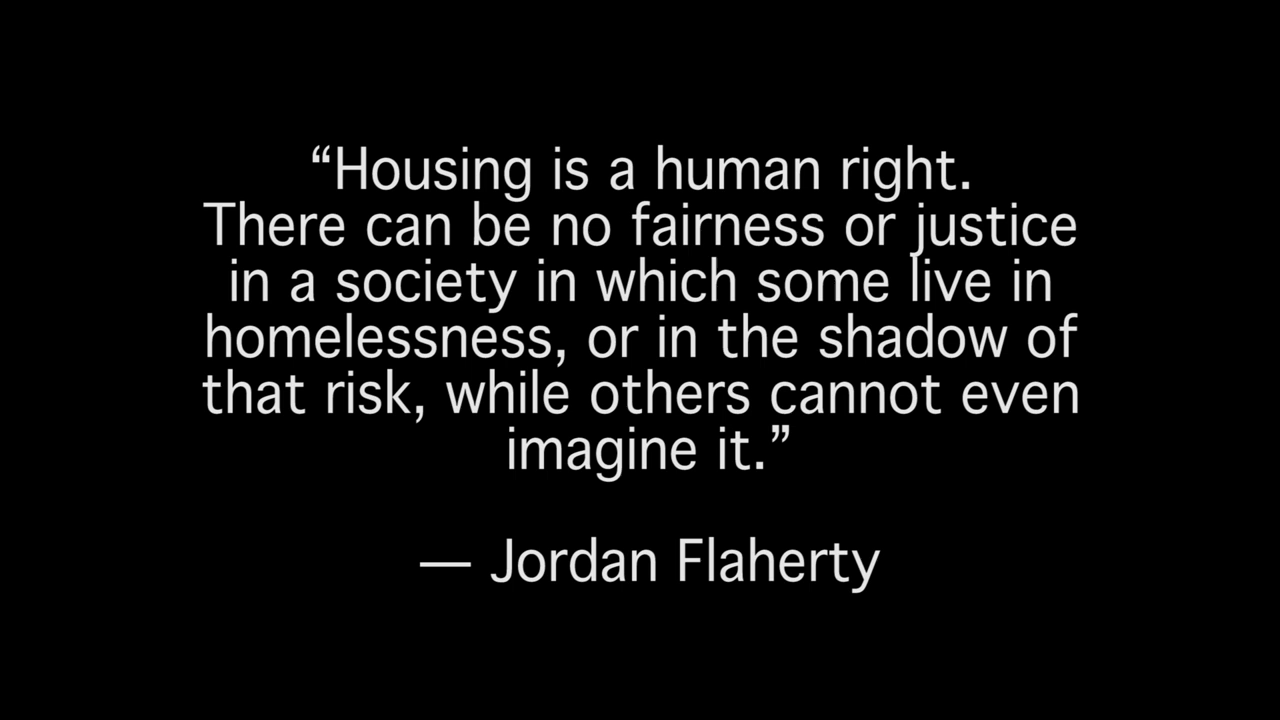 “Housing is a human right.
There can be no fairness or justice
in a society in which some live in
homelessness, or in the shadow of
that risk, while others cannot even
imagine it.”
— Jordan Flaherty